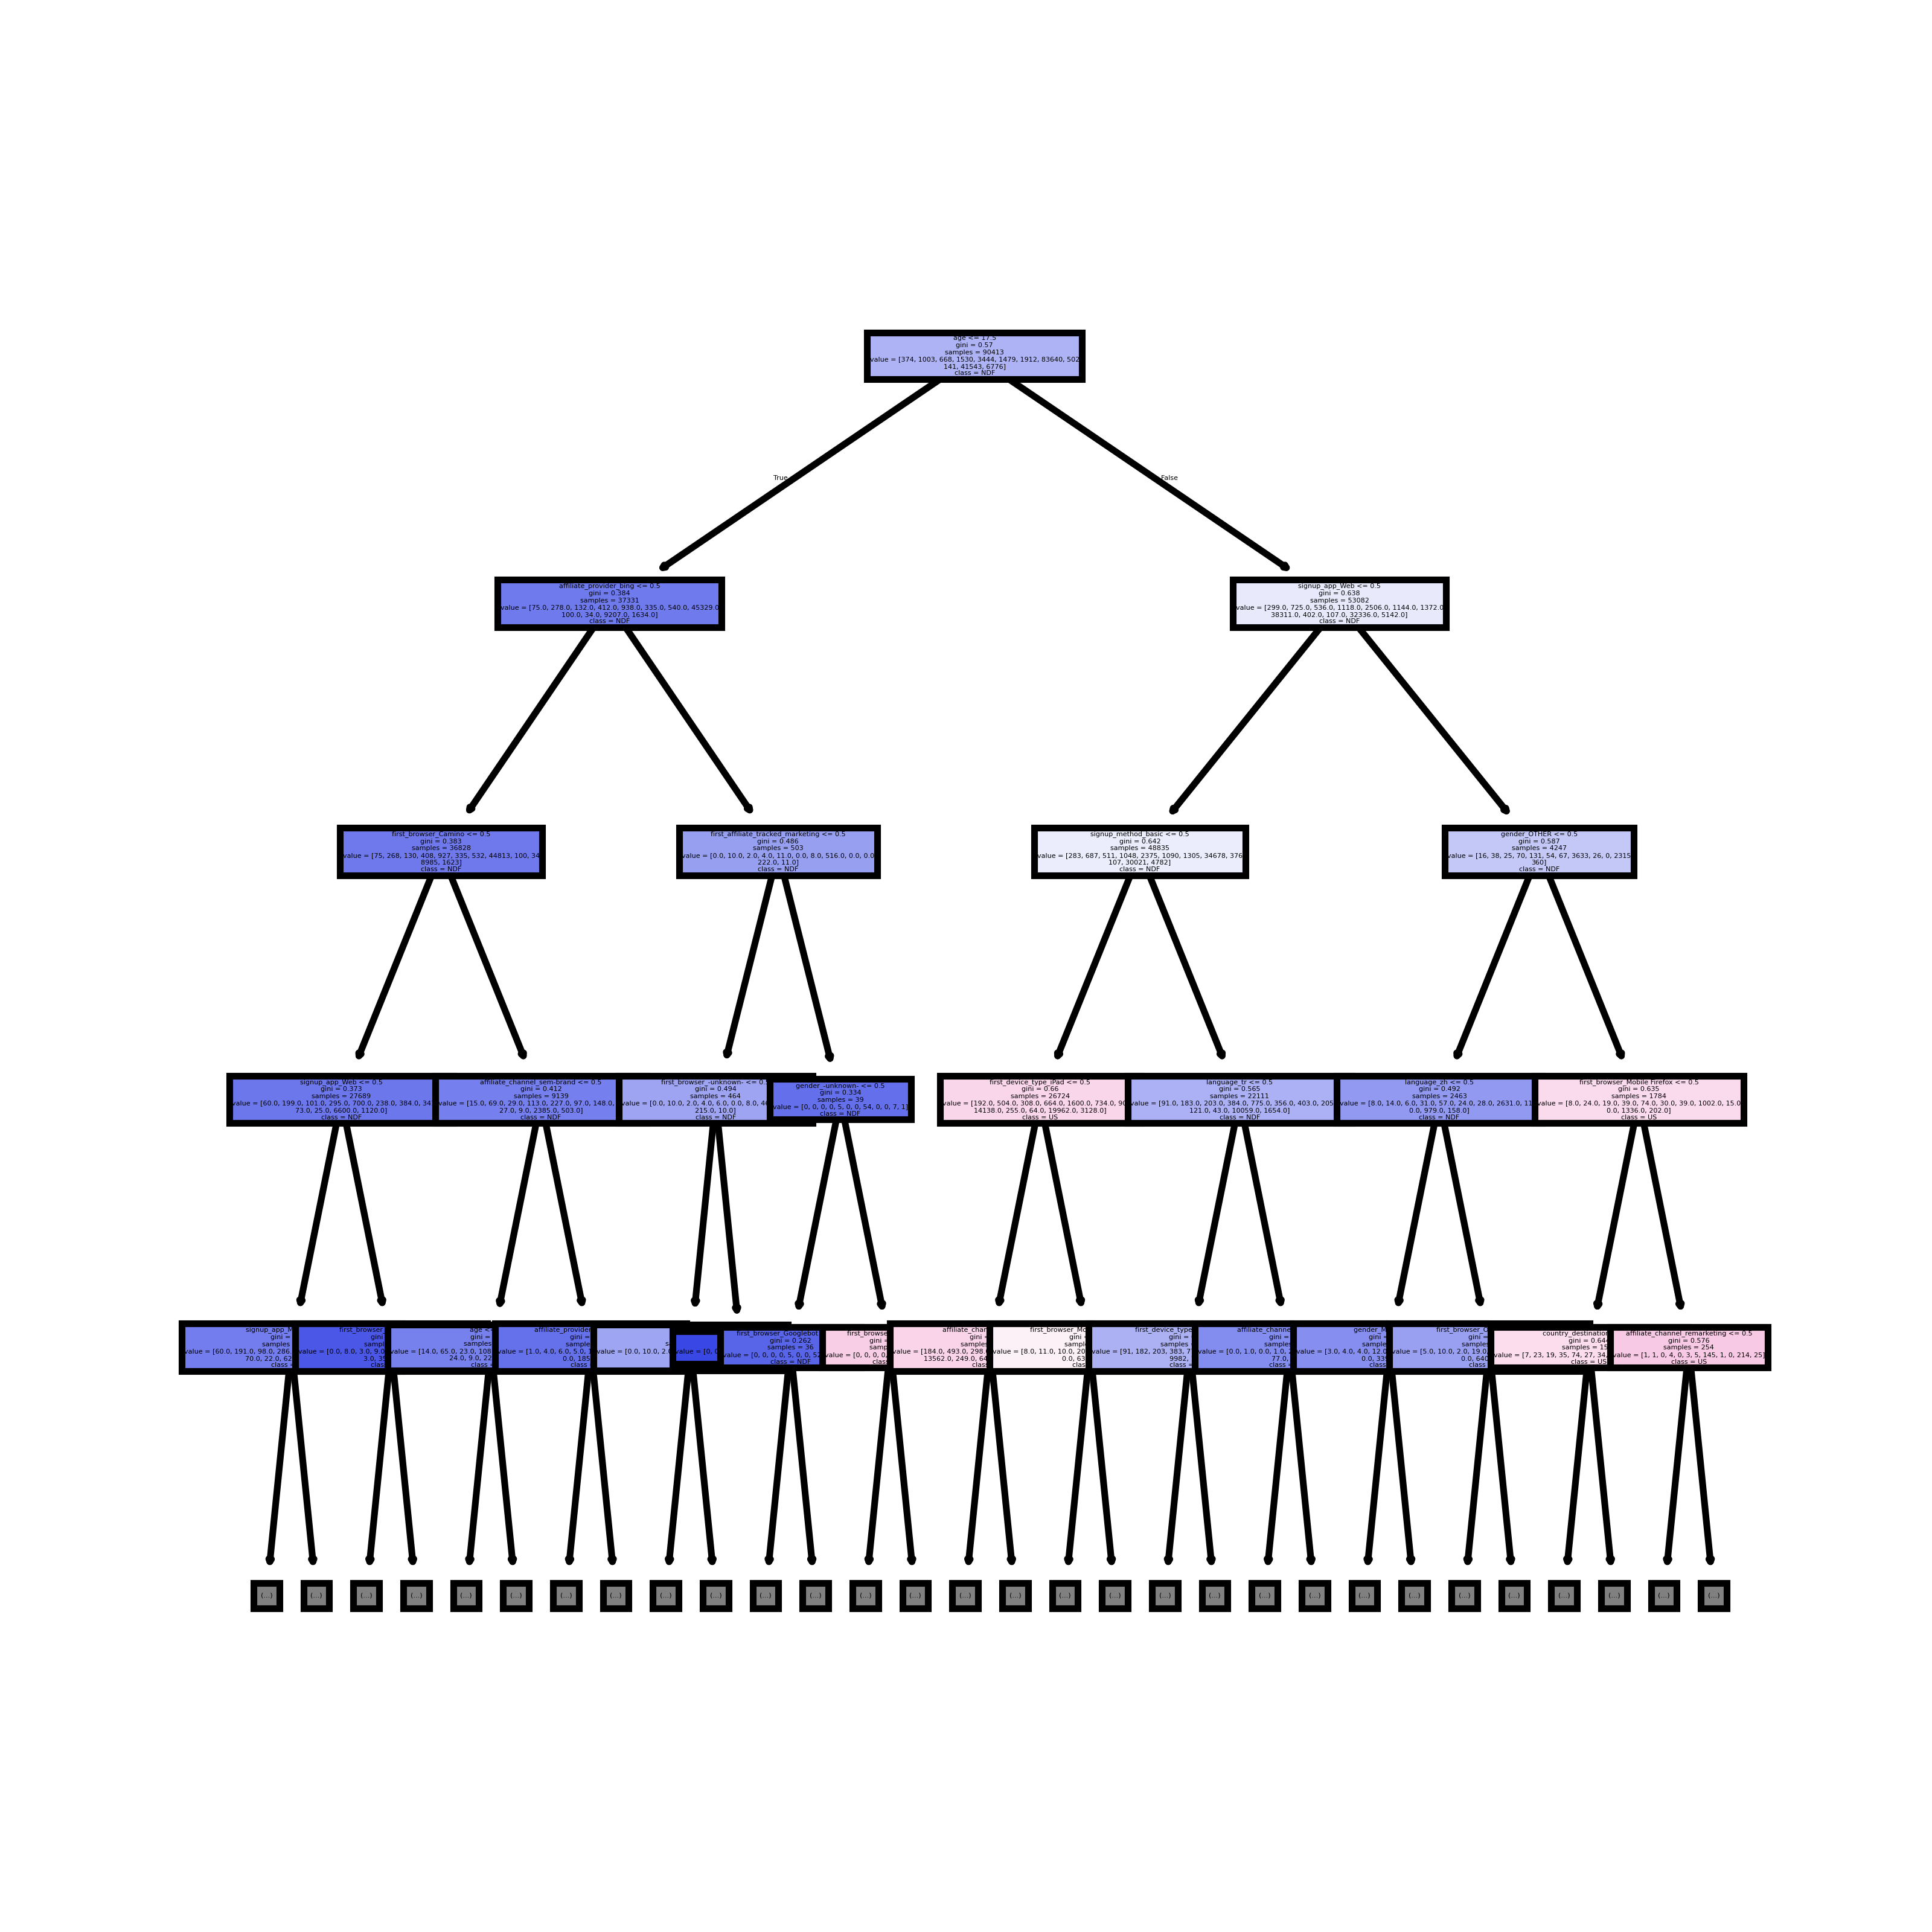 age <= 17.5
gini = 0.57
samples = 90413
value = [374, 1003, 668, 1530, 3444, 1479, 1912, 83640, 502
141, 41543, 6776]
class = NDF
True
False
affiliate_provider_bing <= 0.5
gini = 0.384
samples = 37331
value = [75.0, 278.0, 132.0, 412.0, 938.0, 335.0, 540.0, 45329.0
100.0, 34.0, 9207.0, 1634.0]
class = NDF
signup_app_Web <= 0.5
gini = 0.638
samples = 53082
value = [299.0, 725.0, 536.0, 1118.0, 2506.0, 1144.0, 1372.0
38311.0, 402.0, 107.0, 32336.0, 5142.0]
class = NDF
first_browser_Camino <= 0.5
gini = 0.383
samples = 36828
value = [75, 268, 130, 408, 927, 335, 532, 44813, 100, 34
8985, 1623]
class = NDF
first_affiliate_tracked_marketing <= 0.5
gini = 0.486
samples = 503
value = [0.0, 10.0, 2.0, 4.0, 11.0, 0.0, 8.0, 516.0, 0.0, 0.0
222.0, 11.0]
class = NDF
signup_method_basic <= 0.5
gini = 0.642
samples = 48835
value = [283, 687, 511, 1048, 2375, 1090, 1305, 34678, 376
107, 30021, 4782]
class = NDF
gender_OTHER <= 0.5
gini = 0.587
samples = 4247
value = [16, 38, 25, 70, 131, 54, 67, 3633, 26, 0, 2315
360]
class = NDF
signup_app_Web <= 0.5
gini = 0.373
samples = 27689
value = [60.0, 199.0, 101.0, 295.0, 700.0, 238.0, 384.0, 34
73.0, 25.0, 6600.0, 1120.0]
class = NDF
affiliate_channel_sem-brand <= 0.5
gini = 0.412
samples = 9139
value = [15.0, 69.0, 29.0, 113.0, 227.0, 97.0, 148.0,
27.0, 9.0, 2385.0, 503.0]
class = NDF
first_browser_-unknown- <= 0.5
gini = 0.494
samples = 464
value = [0.0, 10.0, 2.0, 4.0, 6.0, 0.0, 8.0, 46
215.0, 10.0]
class = NDF
gender_-unknown- <= 0.5
gini = 0.334
samples = 39
value = [0, 0, 0, 0, 5, 0, 0, 54, 0, 0, 7, 1]
class = NDF
first_device_type_iPad <= 0.5
gini = 0.66
samples = 26724
value = [192.0, 504.0, 308.0, 664.0, 1600.0, 734.0, 90
14138.0, 255.0, 64.0, 19962.0, 3128.0]
class = US
language_tr <= 0.5
gini = 0.565
samples = 22111
value = [91.0, 183.0, 203.0, 384.0, 775.0, 356.0, 403.0, 205
121.0, 43.0, 10059.0, 1654.0]
class = NDF
language_zh <= 0.5
gini = 0.492
samples = 2463
value = [8.0, 14.0, 6.0, 31.0, 57.0, 24.0, 28.0, 2631.0, 11
0.0, 979.0, 158.0]
class = NDF
first_browser_Mobile Firefox <= 0.5
gini = 0.635
samples = 1784
value = [8.0, 24.0, 19.0, 39.0, 74.0, 30.0, 39.0, 1002.0, 15.0
0.0, 1336.0, 202.0]
class = US
signup_app_M
gini =
samples
value = [60.0, 191.0, 98.0, 286.
70.0, 22.0, 62
class
first_browser
gini
sampl
value = [0.0, 8.0, 3.0, 9.0
3.0, 35
class
age <
gini =
samples
value = [14.0, 65.0, 23.0, 108
24.0, 9.0, 22
class =
affiliate_provider
gini =
samples
value = [1.0, 4.0, 6.0, 5.0,
0.0, 185
class
value = [0.0, 10.0, 2.0
value = [0,
first_browser_Googlebot
gini = 0.262
samples = 36
value = [0, 0, 0, 0, 5, 0, 0, 52
class = NDF
first_browse
gini =
samp
value = [0, 0, 0, 0,
class
affiliate_chan
gini =
samples
value = [184.0, 493.0, 298.
13562.0, 249.0, 64
class
first_browser_Mo
gini =
samples
value = [8.0, 11.0, 10.0, 20
0.0, 63
class
first_device_type
gini =
samples
value = [91, 182, 203, 383, 7
9982,
class =
affiliate_channel
gini =
samples
value = [0.0, 1.0, 0.0, 1.0, 2
77.0,
class
gender_M
gini =
samples
value = [3.0, 4.0, 4.0, 12.0
0.0, 339
class
first_browser_O
gini =
samples
value = [5.0, 10.0, 2.0, 19.0
0.0, 640
class =
country_destination
gini = 0.644
samples = 15
value = [7, 23, 19, 35, 74, 27, 34,
class = US
affiliate_channel_remarketing <= 0.5
gini = 0.576
samples = 254
value = [1, 1, 0, 4, 0, 3, 5, 145, 1, 0, 214, 25]
class = US
(...) (...) (...) (...) (...) (...) (...) (...) (...) (...) (...) (...) (...) (...) (...) (...) (...) (...) (...) (...) (...) (...) (...) (...) (...) (...) (...) (...) (...) (...)